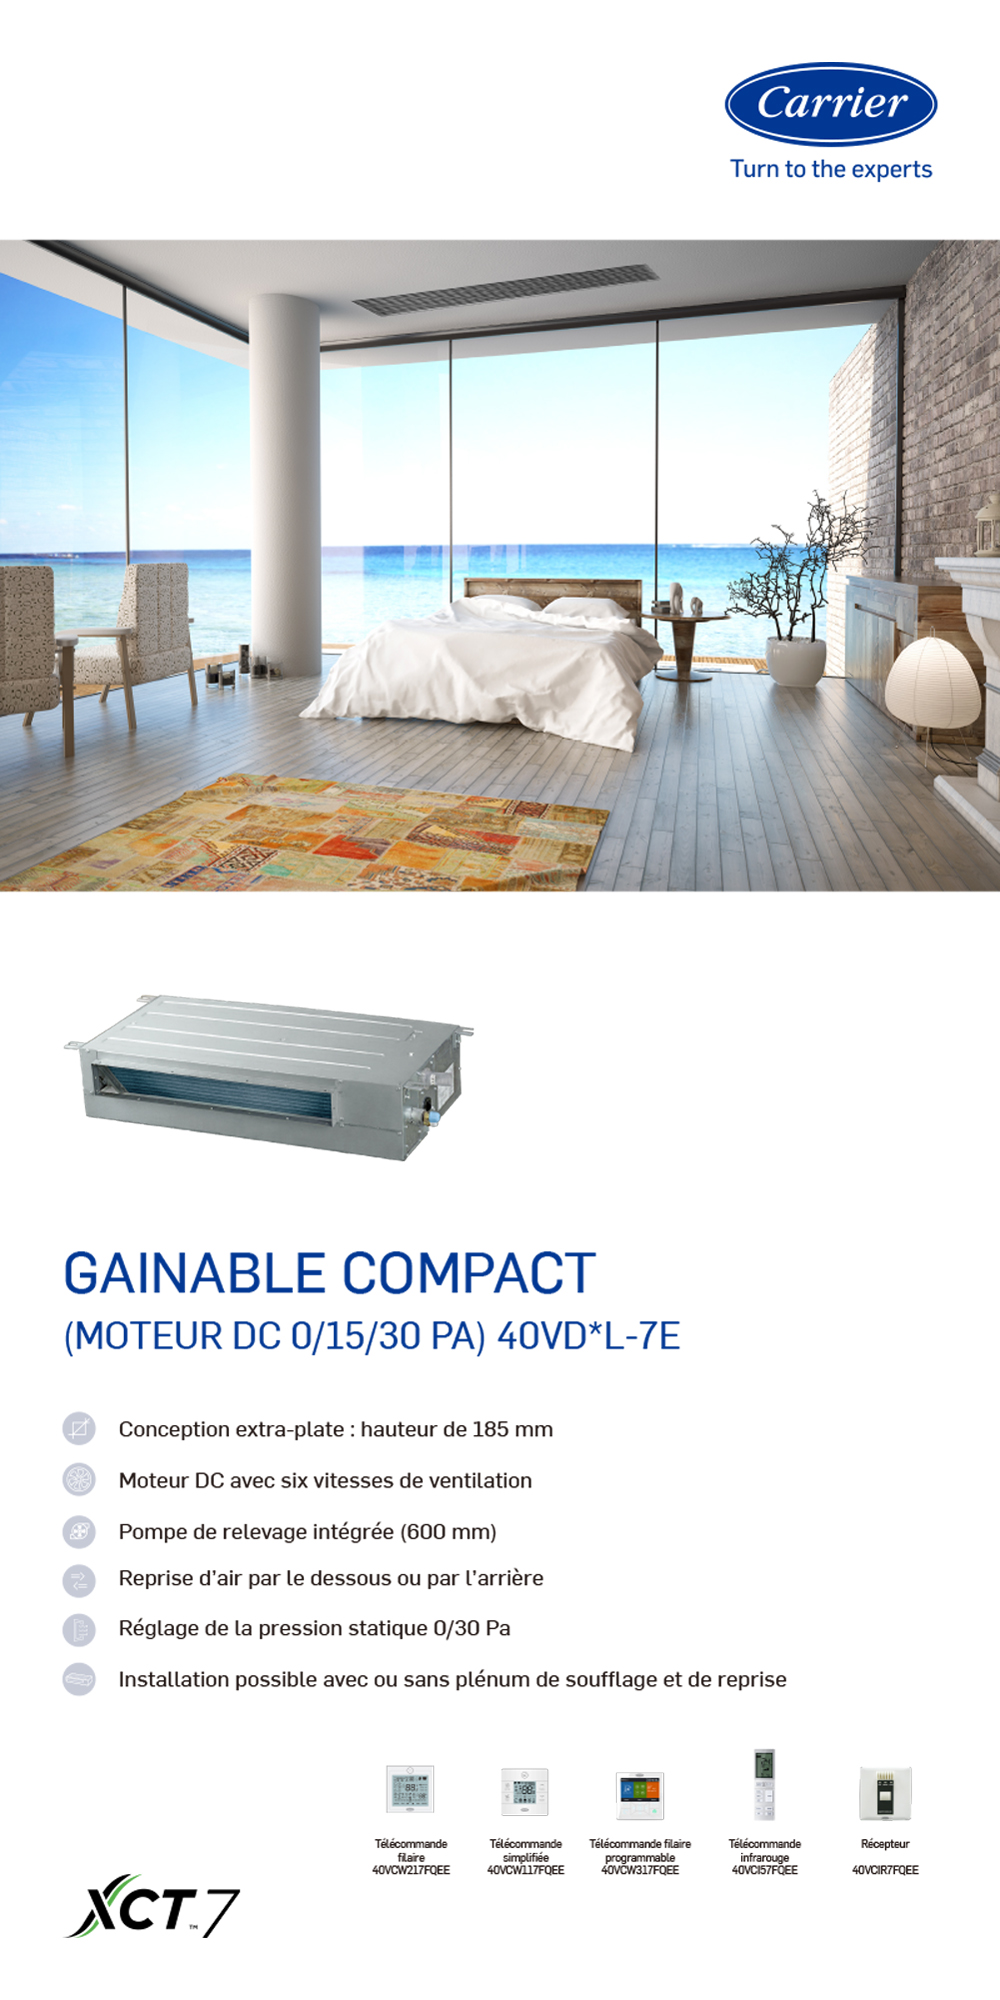 Carrier
Turn to the experts
GAINABLE COMPACT
(MOTEUR DC 0/15/30 PA) 40VD*L-7E
Conception extra-plate : hauteur de 185 mm
Moteur DC avec six vitesses de ventilation
Pompe de relevage intégrée (600 mm)
Reprise d’air par le dessous ou par l’arrière
Réglage de la pression statique 0/30 Pa
Installation possible avec ou sans plénum de soufflage et de reprise
Télécommande
filaire
40VCW217FQEE
Télécommande
simplifiée
40VCW117FQEE
Télécommande filaire
programmable
40VCW317FQEE
Télécommande
infrarouge
40VCI57FQEE
Récepteur
40VCIR7FQEE
XCT™7